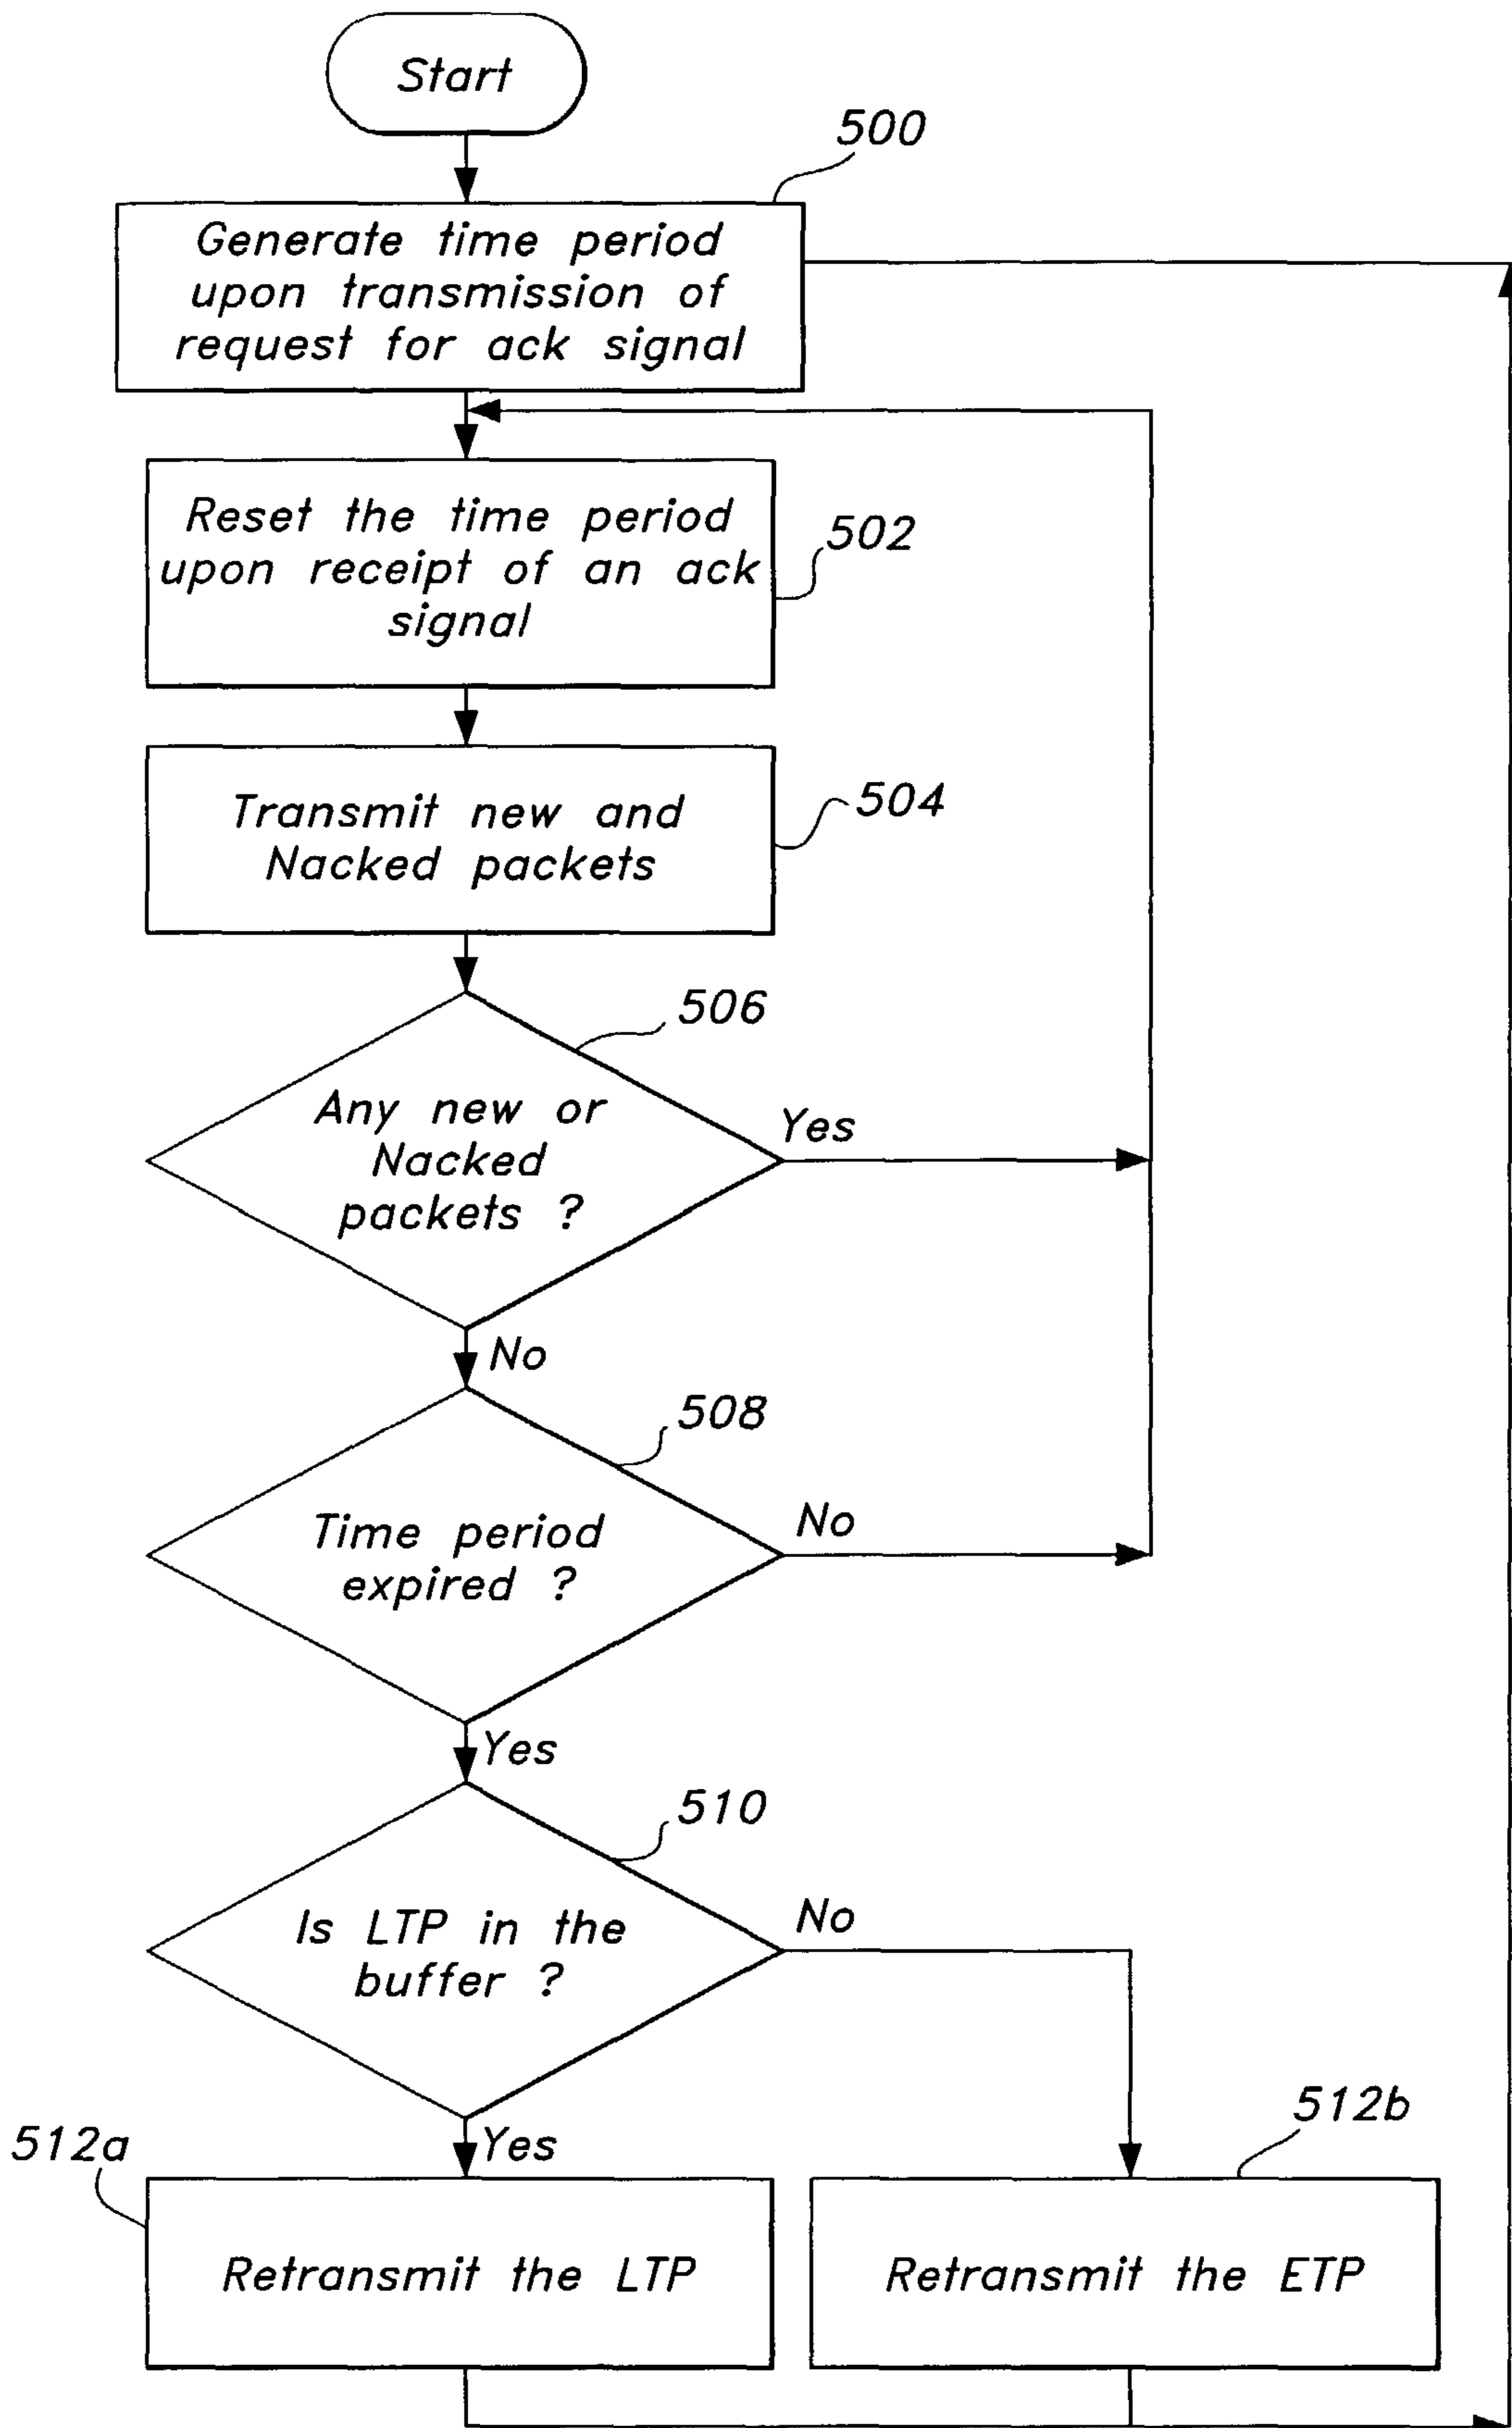 Start
500
Generate time period
upon transmission of
request for ack signal
Reset the time period
upon receipt of an ack
signal
502
Transmit new and
Nacked packets
504
506
Any new or
Nacked
packets ?
Yes
No
508
Time period
expired ?
No
Yes
510
Is LTP in the
buffer ?
No
Yes
512a
512b
Retransmit the LTP
Retransmit the ETP